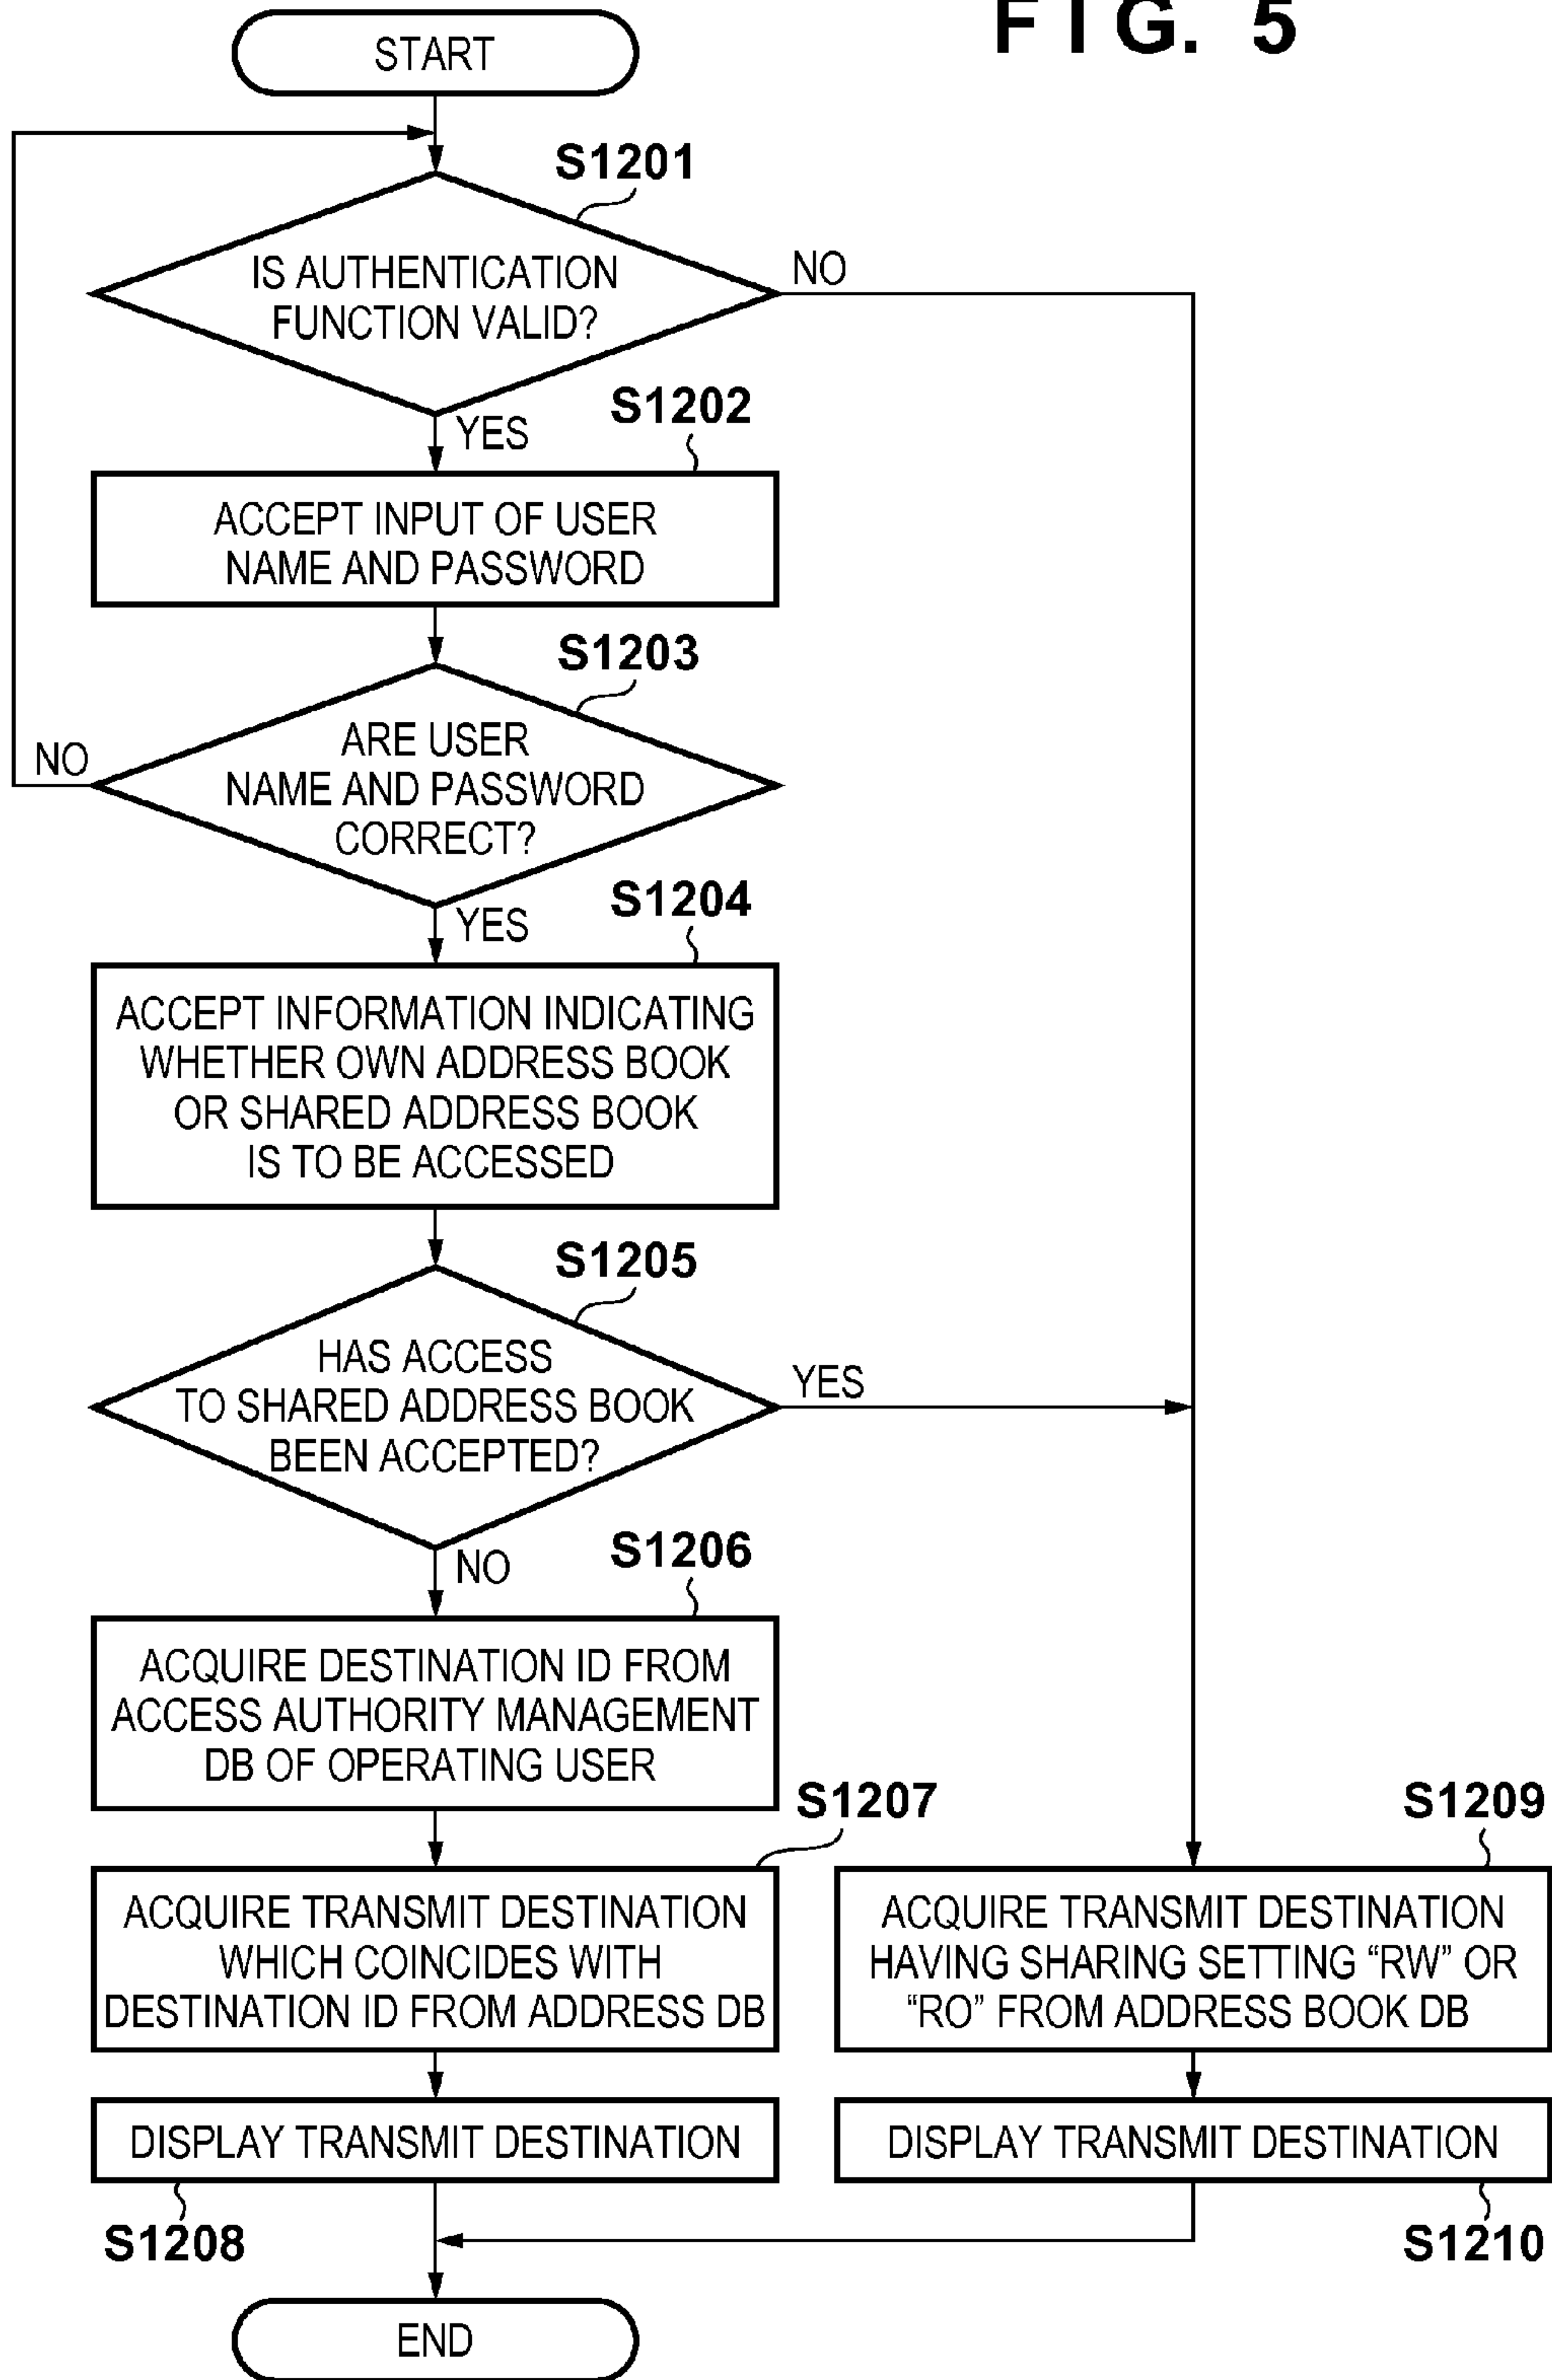 FIG. 5
START
S1201
IS AUTHENTICATION
FUNCTION VALID?
NO
YES
S1202
ACCEPT INPUT OF USER
NAME AND PASSWORD
S1203
ARE USER
NAME AND PASSWORD
CORRECT?
NO
YES
S1204
ACCEPT INFORMATION INDICATING
WHETHER OWN ADDRESS BOOK
OR SHARED ADDRESS BOOK
IS TO BE ACCESSED
S1205
HAS ACCESS
TO SHARED ADDRESS BOOK
BEEN ACCEPTED?
YES
NO
S1206
ACQUIRE DESTINATION ID FROM
ACCESS AUTHORITY MANAGEMENT
DB OF OPERATING USER
S1207
ACQUIRE TRANSMIT DESTINATION
WHICH COINCIDES WITH
DESTINATION ID FROM ADDRESS DB
DISPLAY TRANSMIT DESTINATION
S1208
S1209
ACQUIRE TRANSMIT DESTINATION
HAVING SHARING SETTING “RW” OR
“RO” FROM ADDRESS BOOK DB
DISPLAY TRANSMIT DESTINATION
S1210
END